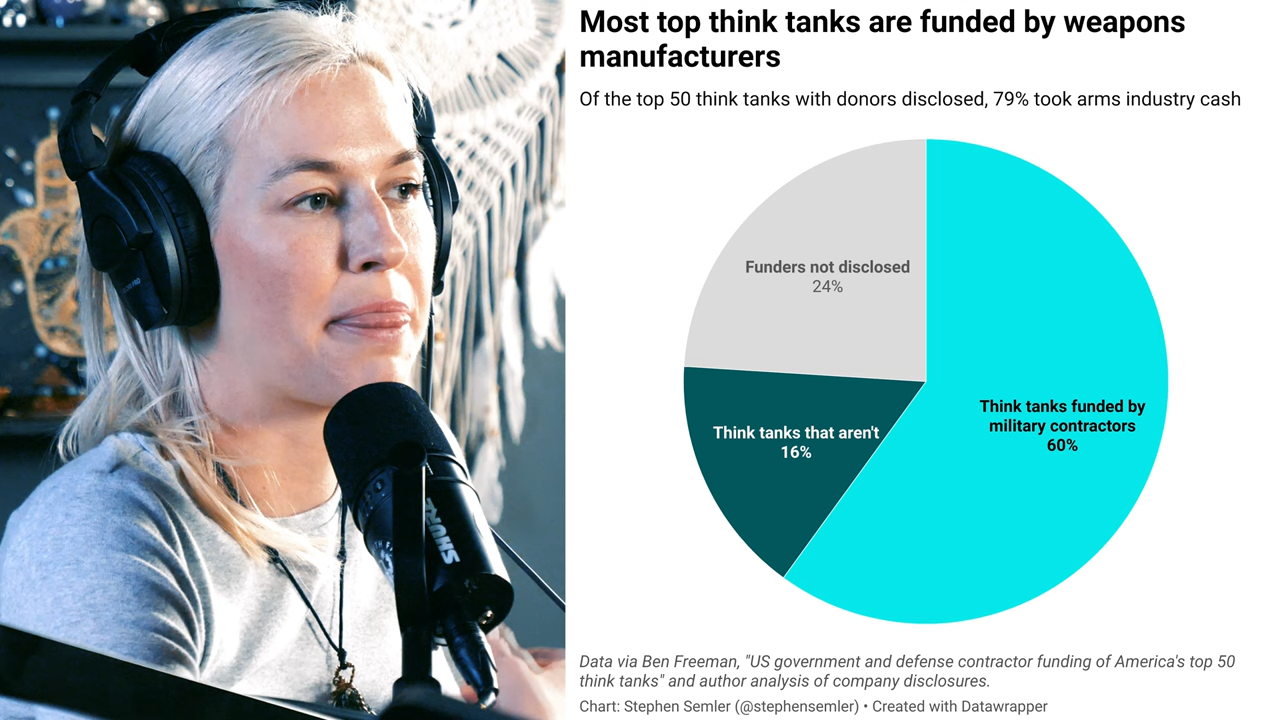 Most top think tanks are funded by weapons
manufacturers
Of the top 50 think tanks with donors disclosed, 79% took arms industry cash
Funders not disclosed
24%
Think tanks funded by
military contractors
60%
Think tanks that aren't
16%
Data via Ben Freeman, "US government and defense contractor funding of America's top 50
think tanks" and author analysis of company disclosures.
Chart: Stephen Semler (@stephensemler) • Created with Datawrapper
SHURE